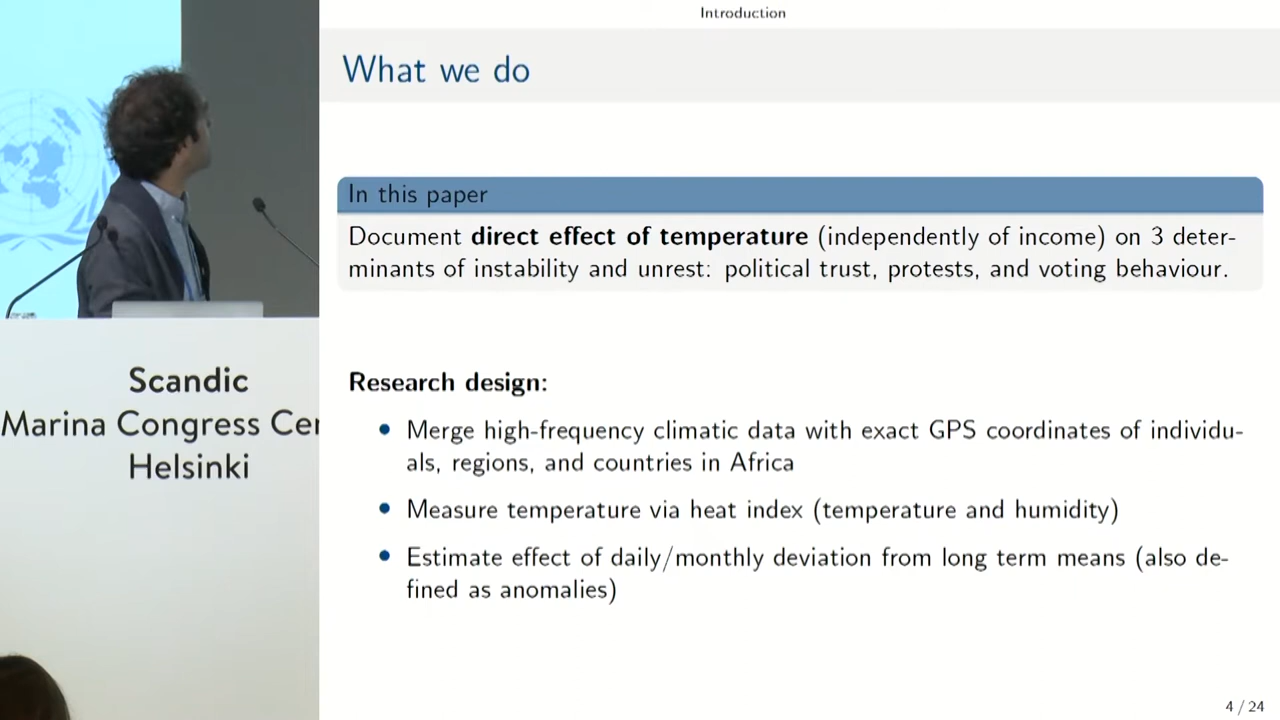 Introduction
What we do
In this paper
Document direct effect of temperature (independently of income) on 3 deter-
minants of instability and unrest: political trust, protests, and voting behaviour.
Research design:
• Merge high-frequency climatic data with exact GPS coordinates of individu-
als, regions, and countries in Africa
• Measure temperature via heat index (temperature and humidity)
• Estimate effect of daily/monthly deviation from long term means (also de-
fined as anomalies)
4 / 24
Scandic
Marina Congress Cer
Helsinki